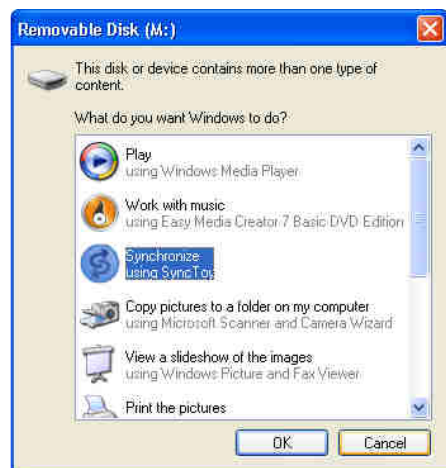 Removable Disk (M:)
This disk or device contains more than one type of
content.
What do you want Windows to do?
Play
using Windows Media Player
Work with music
using Easy Media Creator 7 Basic DVD Edition
Synchronize
using SyncToy
Copy pictures to a folder on my computer
using Microsoft Scanner and Camera Wizard
View a slideshow of the images
using Windows Picture and Fax Viewer
Print the pictures
OK
Cancel